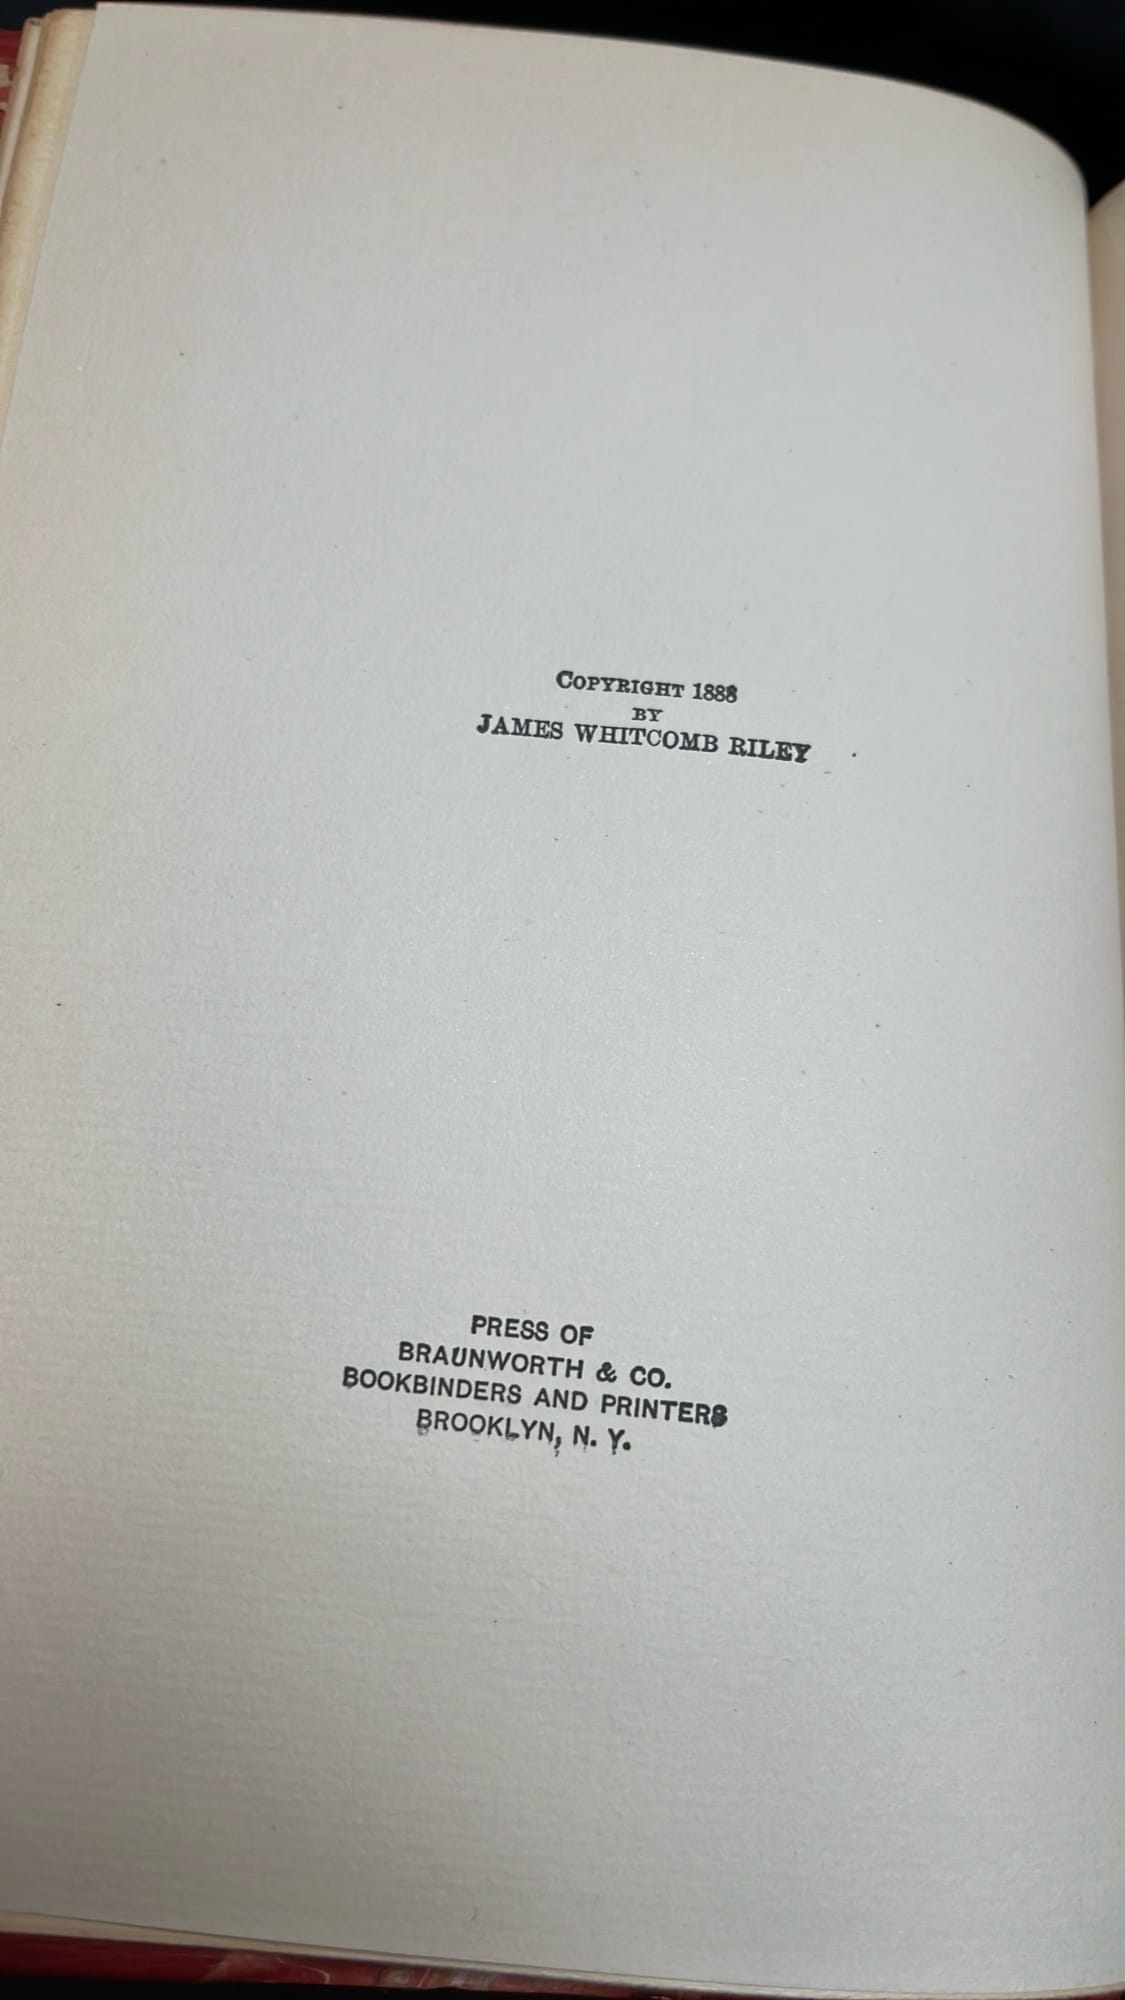 COPYRIGHT 1888
BY
JAMES WHITCOMB RILEY
PRESS OF
BRAUNWORTH & CO.
BOOKBINDERS AND PRINTERS
BROOKLYN, N. Y.